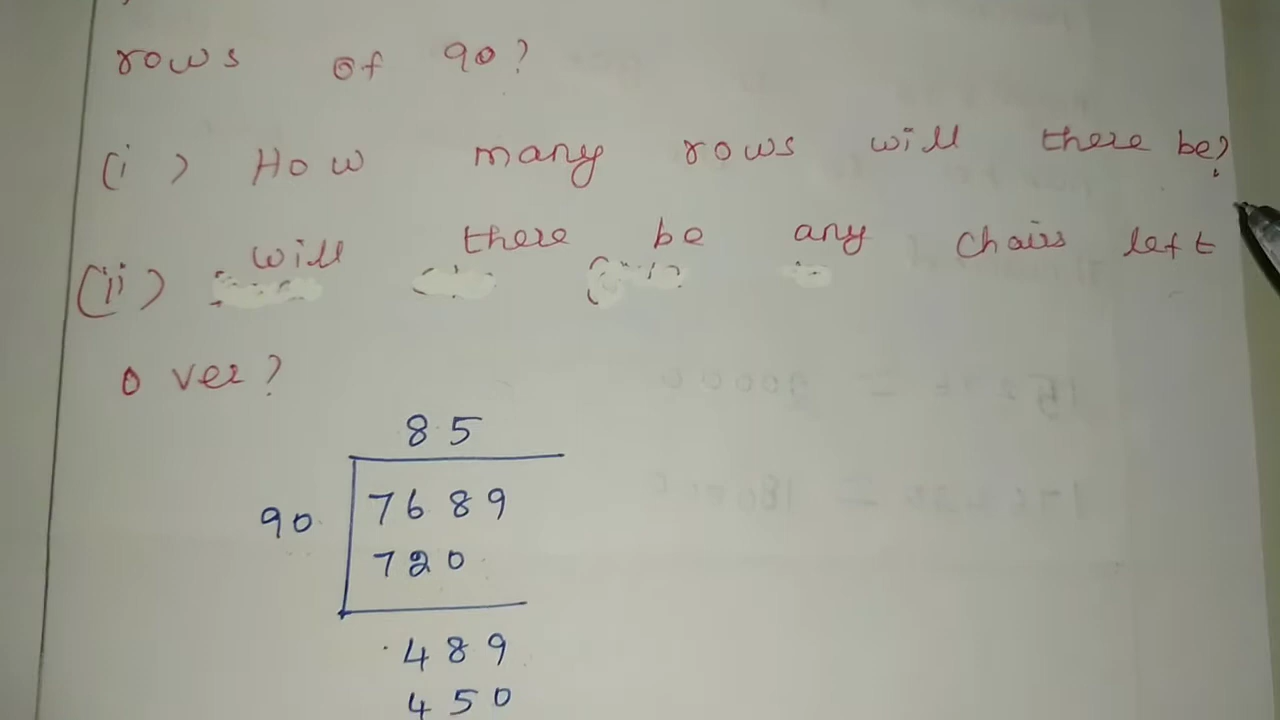 rows of 90?
(i) How many rows will there be?
(ii) will there be any chairs left
over?
85
90 7689
720
489
450